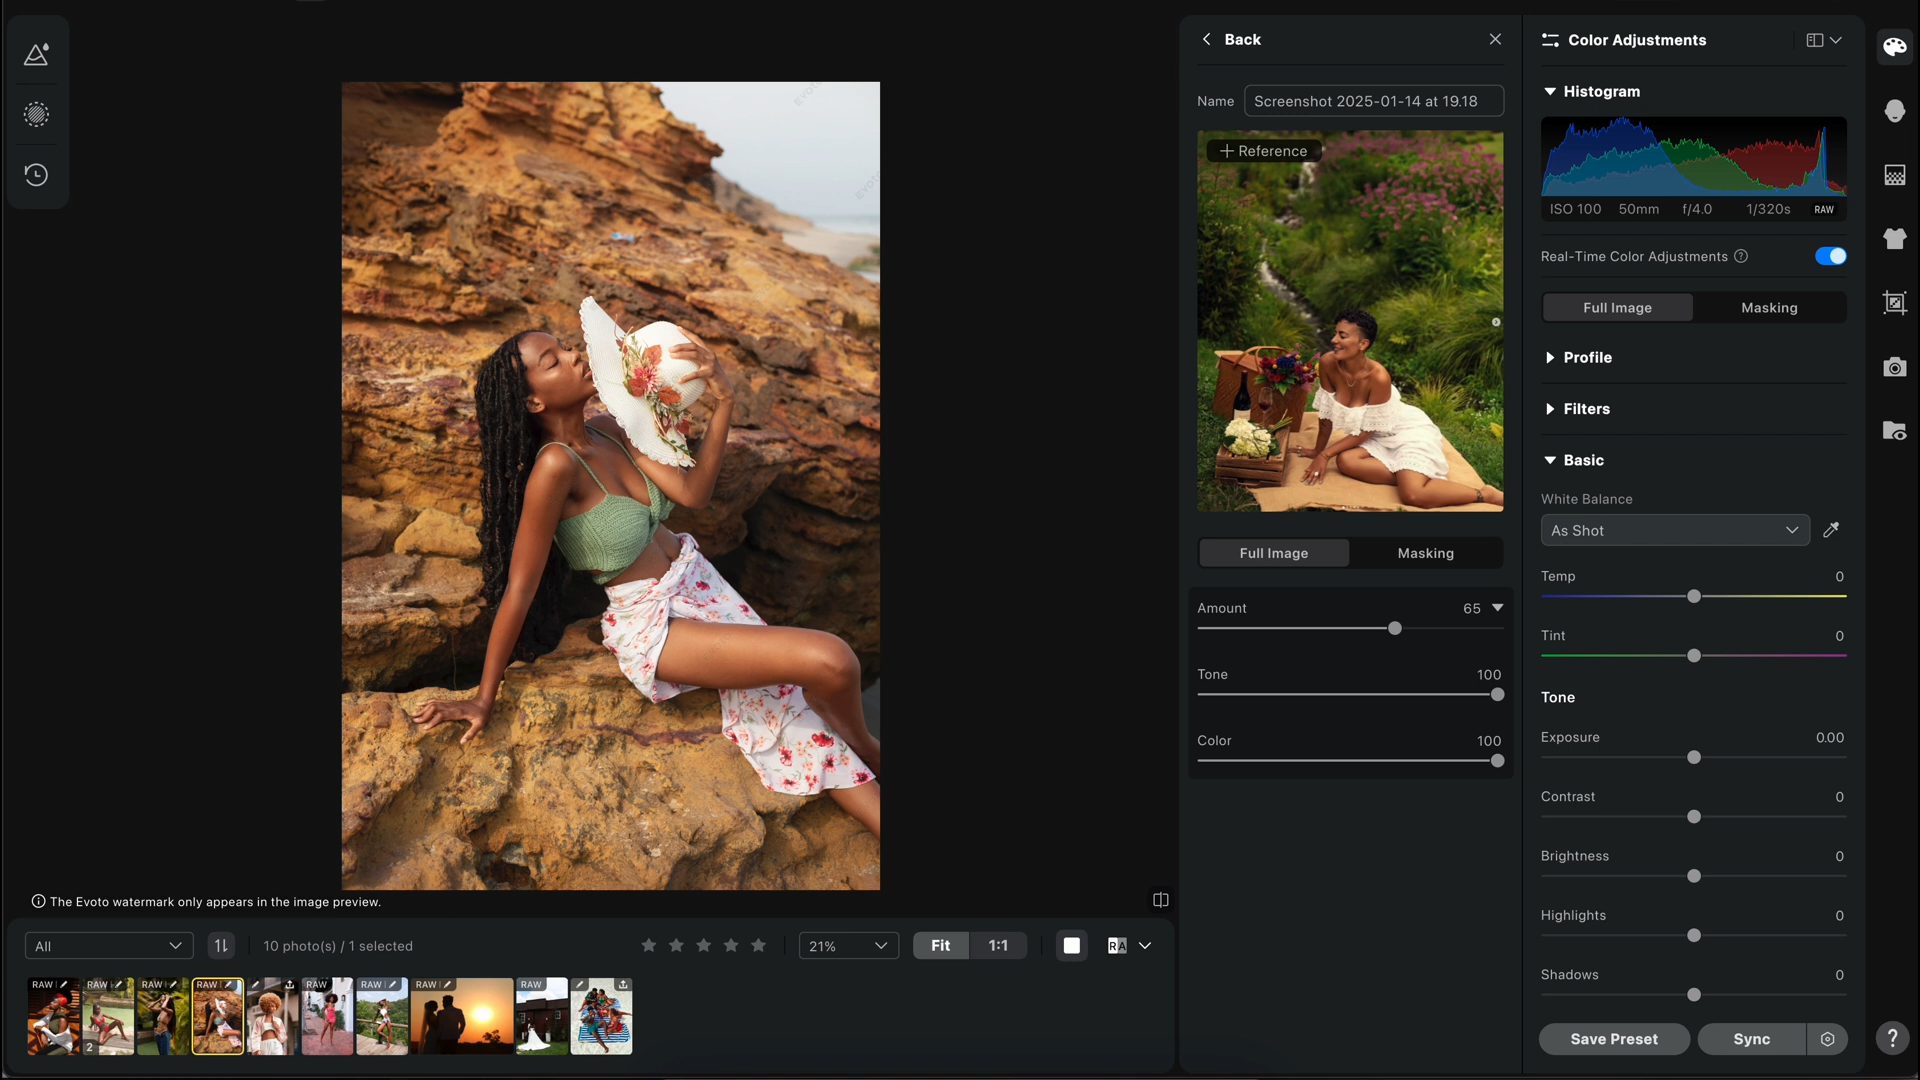 Back
Name
Screenshot 2025-01-14 at 19.18
Reference
Full Image
Masking
Amount
65
Tone
100
Color
100
Color Adjustments
Histogram
ISO 100 50mm f/4.0 1/320s RAW
Real-Time Color Adjustments ?
Full Image
Masking
Profile
Filters
Basic
White Balance
As Shot
Temp
0
Tint
0
Tone
Exposure
0.00
Contrast
0
Brightness
0
Highlights
0
Shadows
0
Save Preset
Sync
?
Evoto
The Evoto watermark only appears in the image preview.
All
10 photo(s) / 1 selected
21%
Fit
1:1
RA
RAW
RAW
2
RAW
RAW
RAW
RAW
RAW
RAW